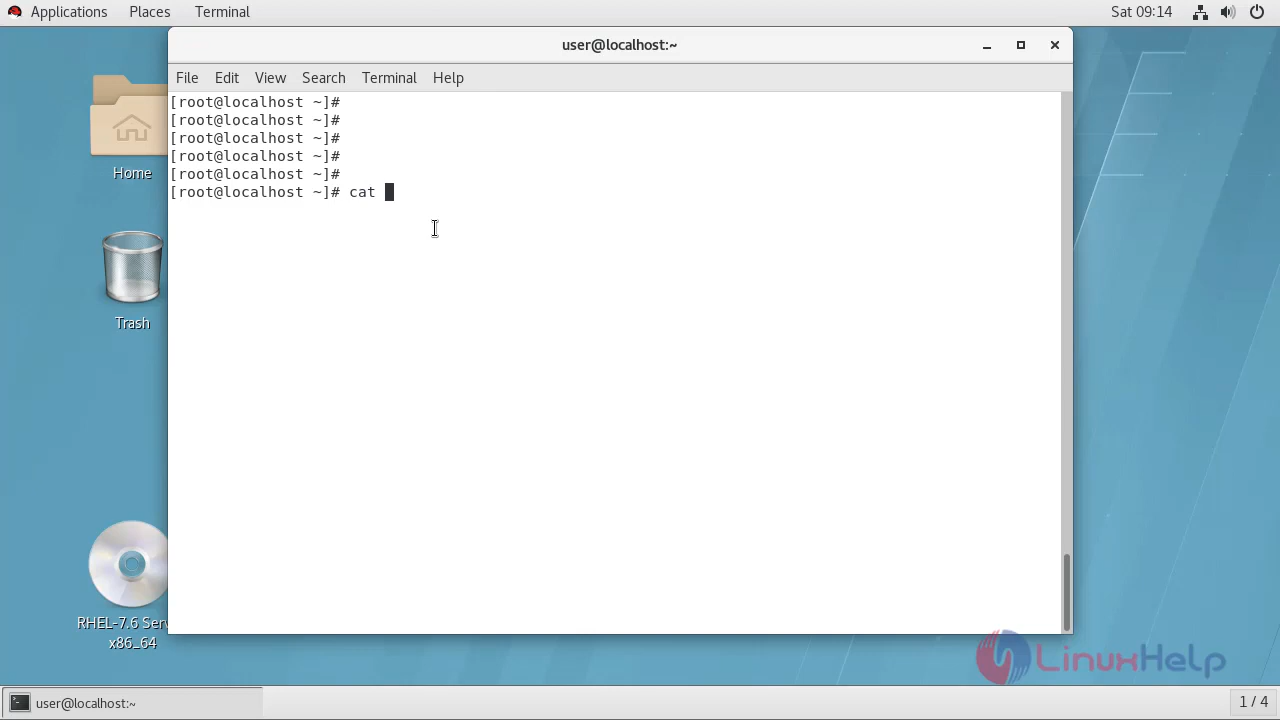 Applications Places Terminal Sat 09:14
user@localhost:~
File Edit View Search Terminal Help
[root@localhost ~]#
[root@localhost ~]#
[root@localhost ~]#
[root@localhost ~]#
[root@localhost ~]#
[root@localhost ~]# cat
Home
Trash
RHEL-7.6 Serv
x86_64
LinuxHelp
user@localhost:~ 1 / 4